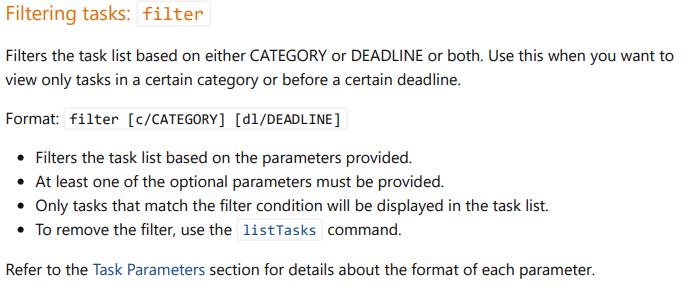 Filtering tasks: filter
Filters the task list based on either CATEGORY or DEADLINE or both. Use this when you want to
view only tasks in a certain category or before a certain deadline.
Format: filter [c/CATEGORY] [dl/DEADLINE]
• Filters the task list based on the parameters provided.
• At least one of the optional parameters must be provided.
• Only tasks that match the filter condition will be displayed in the task list.
• To remove the filter, use the listTasks command.
Refer to the Task Parameters section for details about the format of each parameter.